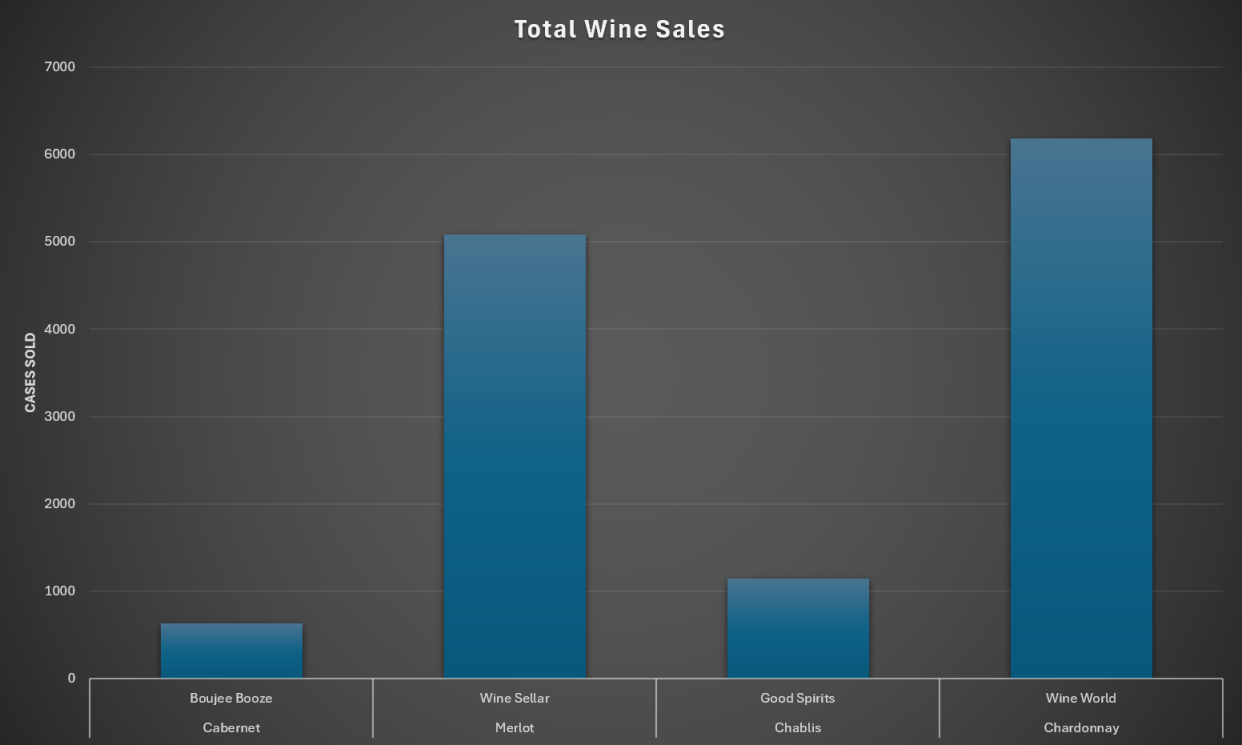 Total Wine Sales
7000
6000
5000
4000
3000
2000
1000
0
CASES SOLD
Boujee Booze
Wine Sellar
Good Spirits
Wine World
Cabernet
Merlot
Chablis
Chardonnay